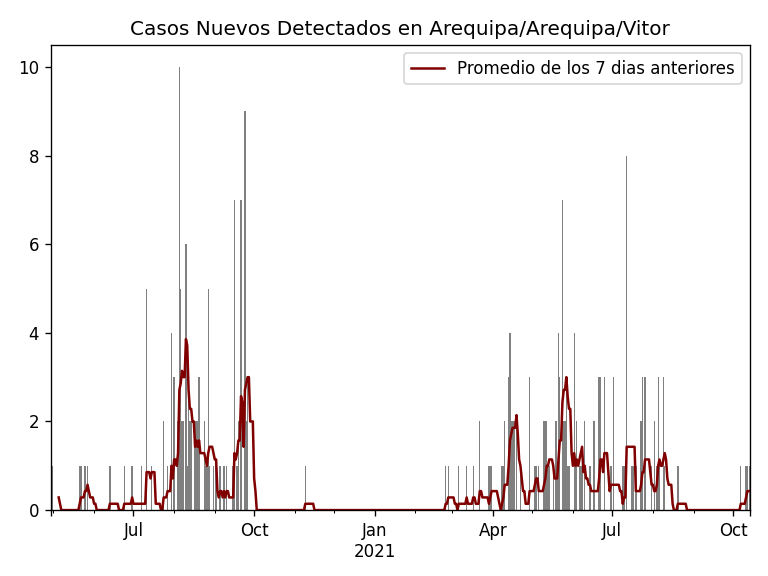 Casos Nuevos Detectados en Arequipa/Arequipa/Vitor
Promedio de los 7 dias anteriores
10
8
6
4
2
0
Jul
Oct
Jan
2021
Apr
Jul
Oct